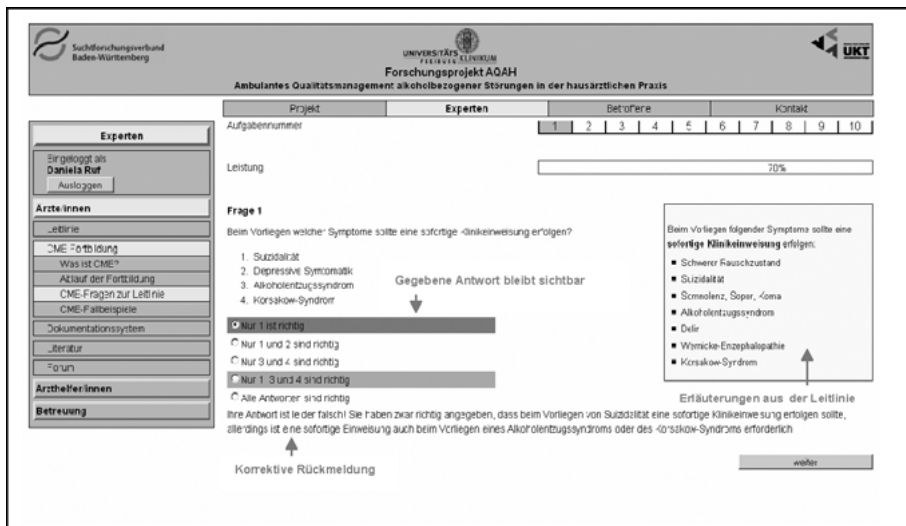 Suchtforschungsverband
Baden-Württemberg
UNIVERSITÄTS KLINIKUM
FREIBURG
UKT
Forschungsprojekt AQAH
Ambulantes Qualitätsmanagement alkoholbezogener Störungen in der hausärztlichen Praxis
Projekt Experten Betroffene Kontakt
Experten
Eingeloggt als
Daniela Ruf
Ausloggen
Ärzte/innen
Leitlinie
CME Fortbildung
Was ist CME?
Ablauf der Fortbildung
CME-Fragen zur Leitlinie
CME-Fallbeispiele
Dokumentationssystem
Literatur
Forum
Arzthelfer/innen
Betreuung
Aufgabennummer 1 2 3 4 5 6 7 8 9 10
Leistung 70%
Frage 1
Beim Vorliegen welcher Symptome sollte eine sofortige Klinikeinweisung erfolgen?
1. Suizidalität
2. Depressive Symptomatik
3. Alkoholentzugssyndrom
4. Korsakow-Syndrom
Gegebene Antwort bleibt sichtbar
Nur 1 ist richtig
Nur 1 und 2 sind richtig
Nur 3 und 4 sind richtig
Nur 1, 3 und 4 sind richtig
Alle Antworten sind richtig
Beim Vorliegen folgender Symptome sollte eine
sofortige Klinikeinweisung erfolgen:
Schwerer Rauschzustand
Suizidalität
Somnolenz, Sopor, Koma
Alkoholentzugssyndrom
Delir
Wernicke-Enzephalopathie
Korsakow-Syndrom
Erläuterungen aus der Leitlinie
Ihre Antwort ist leider falsch! Sie haben zwar richtig angegeben, dass beim Vorliegen von Suizidalität eine sofortige Klinikeinweisung erfolgen sollte,
allerdings ist eine sofortige Einweisung auch beim Vorliegen eines Alkoholentzugssyndroms oder des Korsakow-Syndroms erforderlich
Korrektive Rückmeldung
weiter